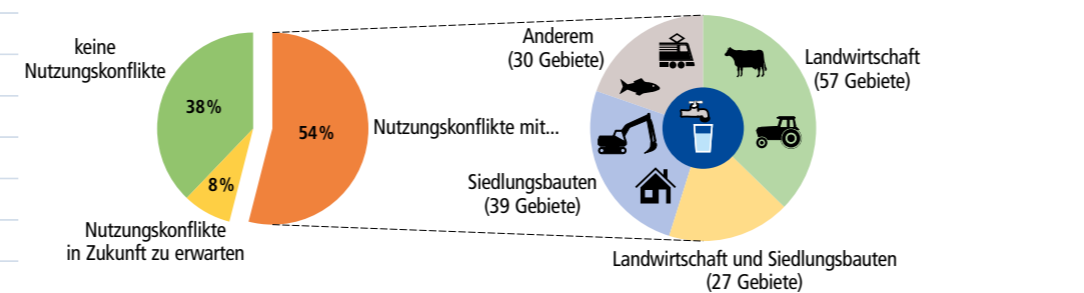 keine
Nutzungskonflikte
38%
8%
54%
Nutzungskonflikte
in Zukunft zu erwarten
Nutzungskonflikte mit...
Anderem
(30 Gebiete)
Landwirtschaft
(57 Gebiete)
Siedlungsbauten
(39 Gebiete)
Landwirtschaft und Siedlungsbauten
(27 Gebiete)